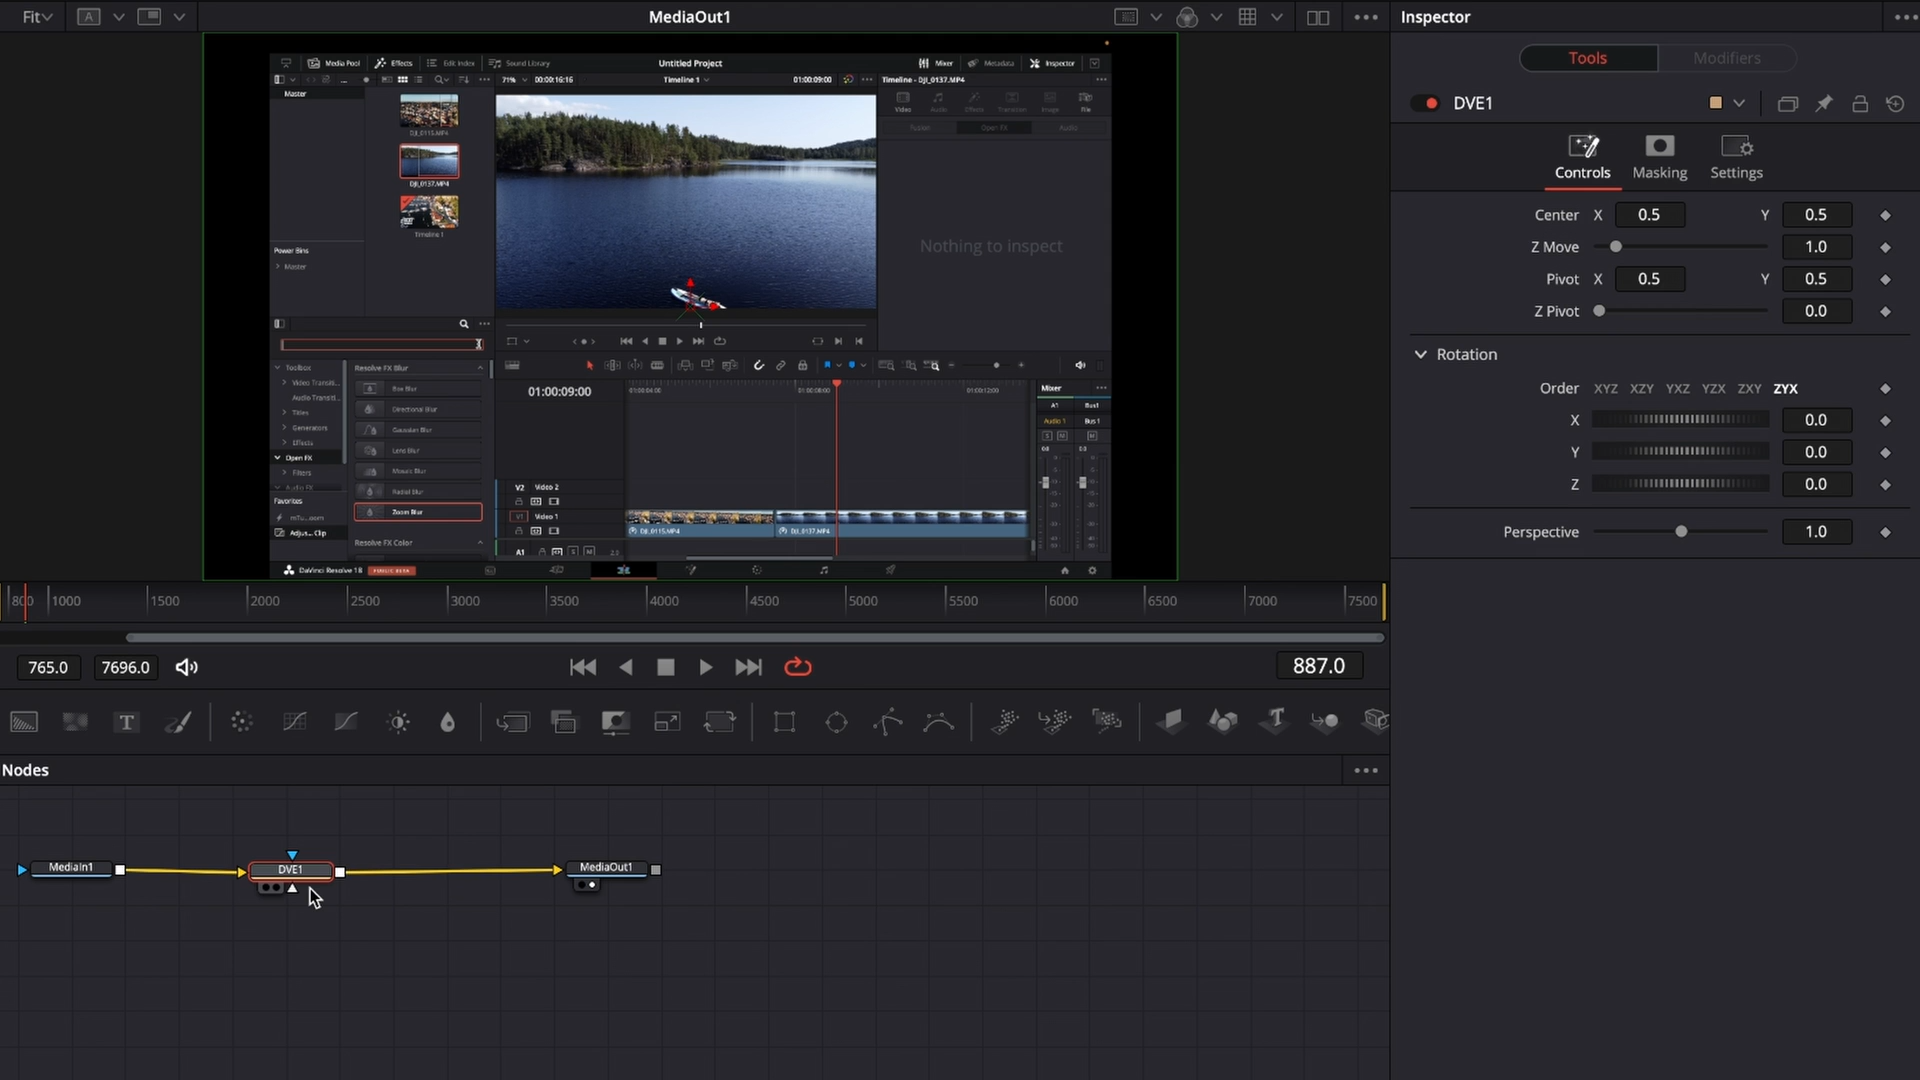 Fit
A
MediaOut1
Inspector
Tools
Modifiers
DVE1
Controls
Masking
Settings
Center X 0.5 Y 0.5
Z Move 1.0
Pivot X 0.5 Y 0.5
Z Pivot 0.0
Rotation
Order XYZ XZY YXZ YZX ZXY ZYX
X 0.0
Y 0.0
Z 0.0
Perspective 1.0
Media Pool Effects Edit Index Sound Library Untitled Project Mixer Metadata Inspector
71% 00:00:16:16 Timeline 1 01:00:09:00 Timeline - DJI_0137.MP4
Master
Video Audio Effects Transition Image File
Fusion Open FX Audio
DJI_0115.MP4
DJI_0137.MP4
Timeline 1
Nothing to inspect
Power Bins
Master
Toolbox
Video Transiti...
Audio Transiti...
Titles
Generators
Effects
Open FX
Filters
Audio FX
Favorites
Adjus... Clip
Resolve FX Blur
Box Blur
Directional Blur
Gaussian Blur
Lens Blur
Mosaic Blur
Radial Blur
Zoom Blur
Resolve FX Color
01:00:09:00
01:00:04:00 01:00:08:00 01:00:12:00
V2 Video 2
V1 Video 1
DJI_0115.MP4 DJI_0137.MP4
A1 S M 2.0
Mixer
A1 Bus1
Audio 1 Bus 1
S M M
0.0 0.0
DaVinci Resolve 18 PUBLIC BETA
800 1000 1500 2000 2500 3000 3500 4000 4500 5000 5500 6000 6500 7000 7500
765.0 7696.0 887.0
T
Nodes
MediaIn1 DVE1 MediaOut1